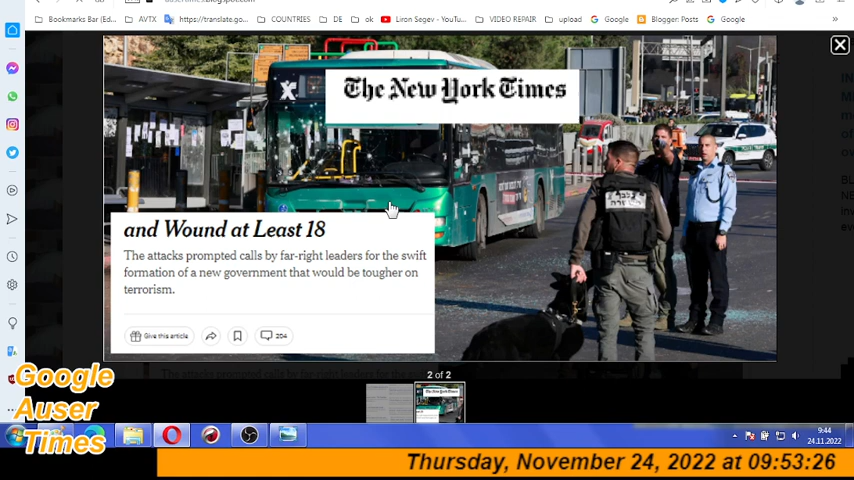 Bookmarks Bar (Ed...
AVTX
https://translate.go...
COUNTRIES
DE
ok
Liron Segev - YouTu...
VIDEO REPAIR
upload
Google
Blogger: Posts
Google
The New York Times
X
and Wound at Least 18
The attacks prompted calls by far-right leaders for the swift
formation of a new government that would be tougher on
terrorism.
Give this article
204
2 of 2
Google
Auser
Times
9:44
24.11.2022
Thursday, November 24, 2022 at 09:53:26